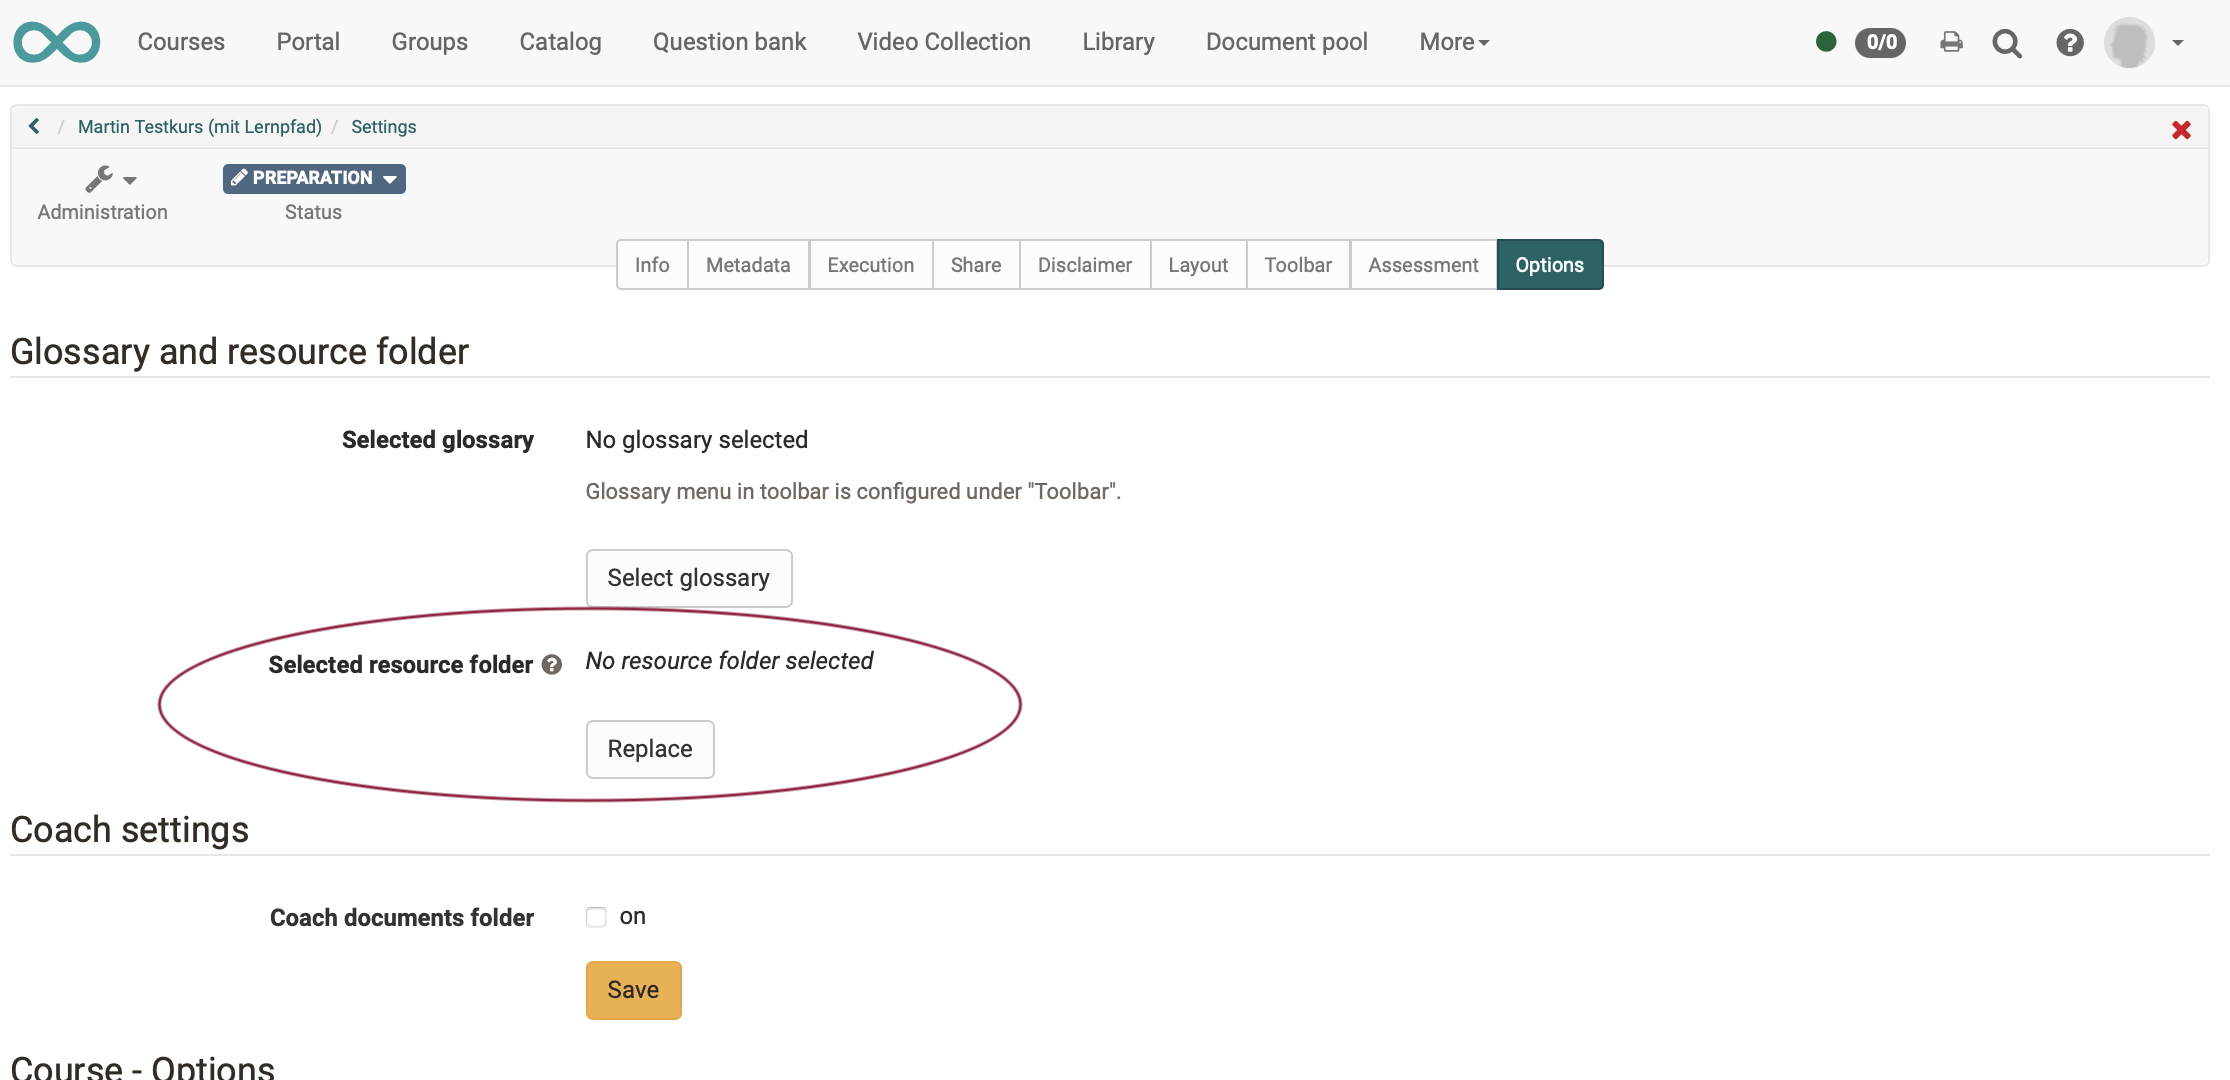 Courses Portal Groups Catalog Question bank Video Collection Library Document pool More 0/0
/ Martin Testkurs (mit Lernpfad) / Settings
PREPARATION
Administration Status
Info Metadata Execution Share Disclaimer Layout Toolbar Assessment Options
Glossary and resource folder
Selected glossary No glossary selected
Glossary menu in toolbar is configured under "Toolbar".
Select glossary
Selected resource folder No resource folder selected
Replace
Coach settings
Coach documents folder on
Save
Course - Options